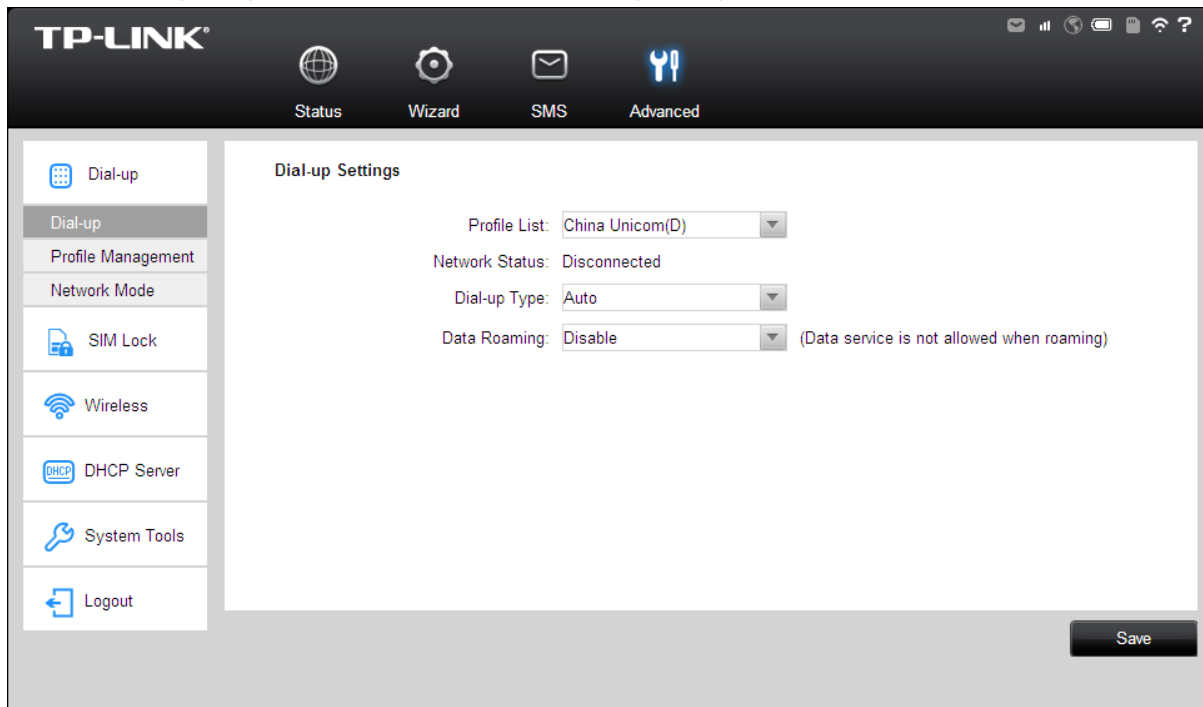 TP-LINK®
?
Status Wizard SMS Advanced
Dial-up
Dial-up
Profile Management
Network Mode
SIM Lock
Wireless
DHCP DHCP Server
System Tools
Logout
Dial-up Settings
Profile List: China Unicom(D)
Network Status: Disconnected
Dial-up Type: Auto
Data Roaming: Disable (Data service is not allowed when roaming)
Save